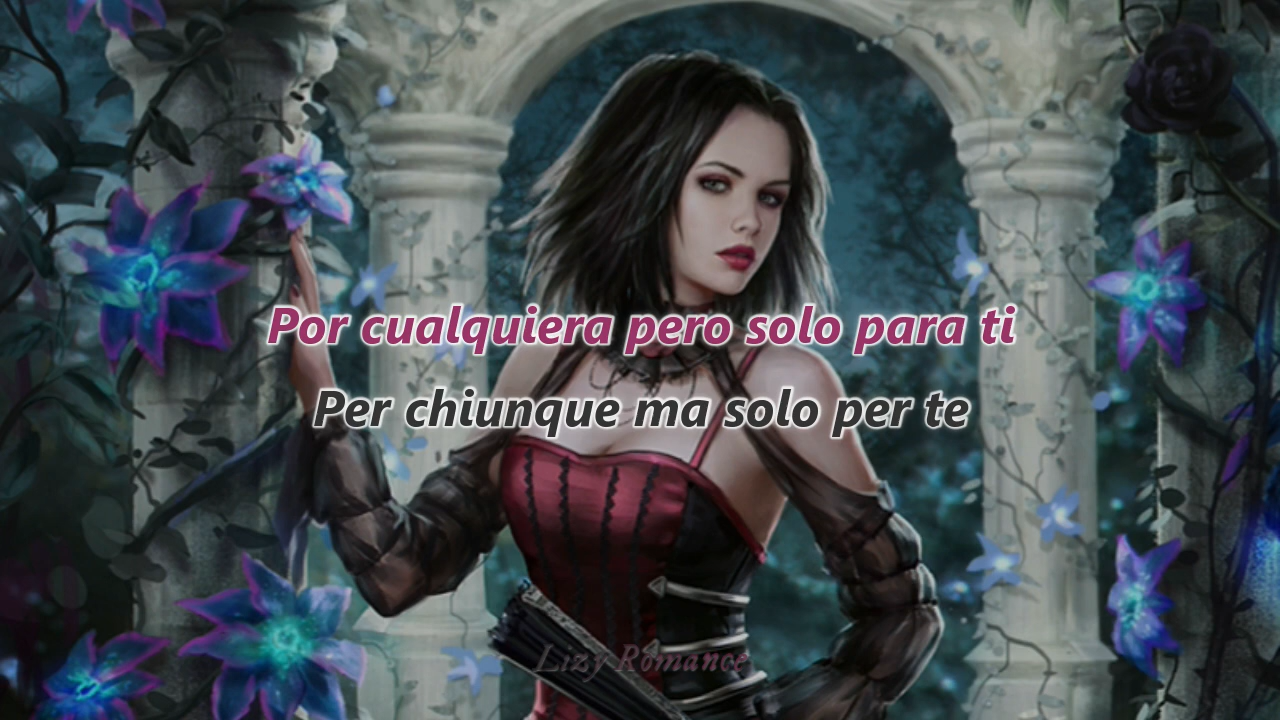 Por cualquiera pero solo para ti
Per chiunque ma solo per te
Lizy Romance